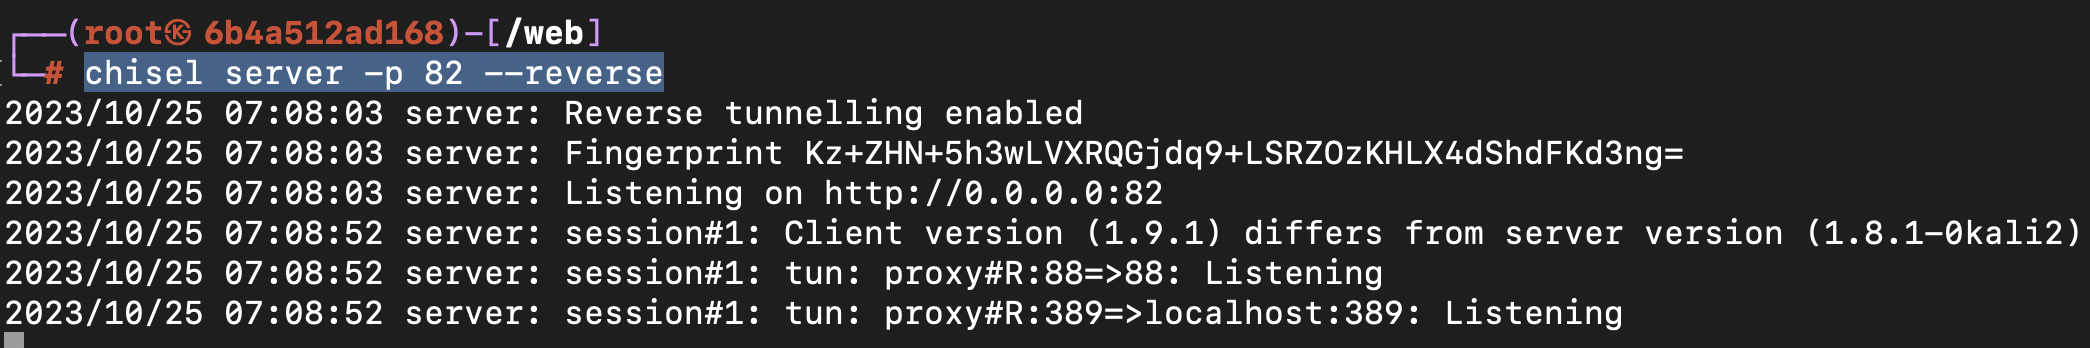 ┌──(root㉿6b4a512ad168)-[/web]
└─# chisel server -p 82 --reverse
2023/10/25 07:08:03 server: Reverse tunnelling enabled
2023/10/25 07:08:03 server: Fingerprint Kz+ZHN+5h3wLVXRQGjdq9+LSRZOzKHLX4dShdFKd3ng=
2023/10/25 07:08:03 server: Listening on http://0.0.0.0:82
2023/10/25 07:08:52 server: session#1: Client version (1.9.1) differs from server version (1.8.1-0kali2)
2023/10/25 07:08:52 server: session#1: tun: proxy#R:88=>88: Listening
2023/10/25 07:08:52 server: session#1: tun: proxy#R:389=>localhost:389: Listening